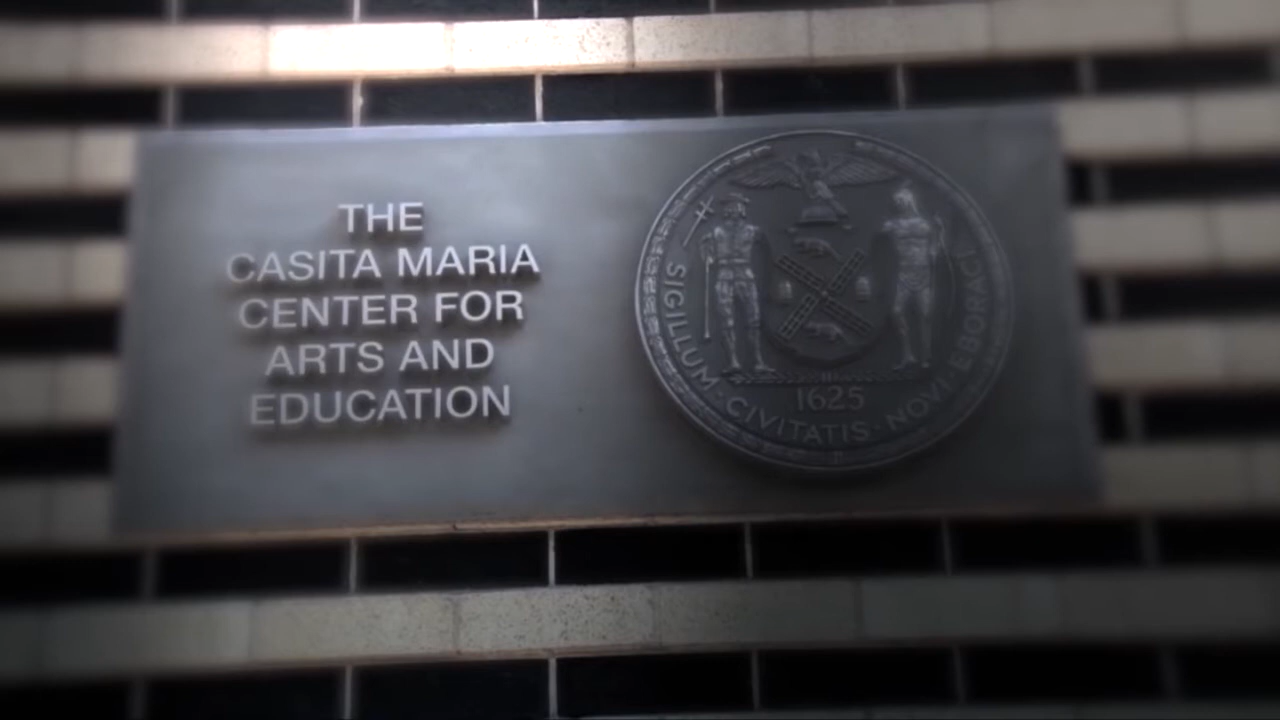 THE
CASITA MARIA
CENTER FOR
ARTS AND
EDUCATION
SIGILLUM · CIVITATIS · NOVI EBORACI
1625